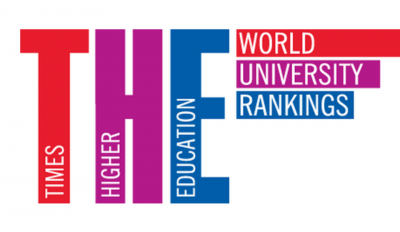 THE
TIMES
HIGHER
EDUCATION
WORLD
UNIVERSITY
RANKINGS